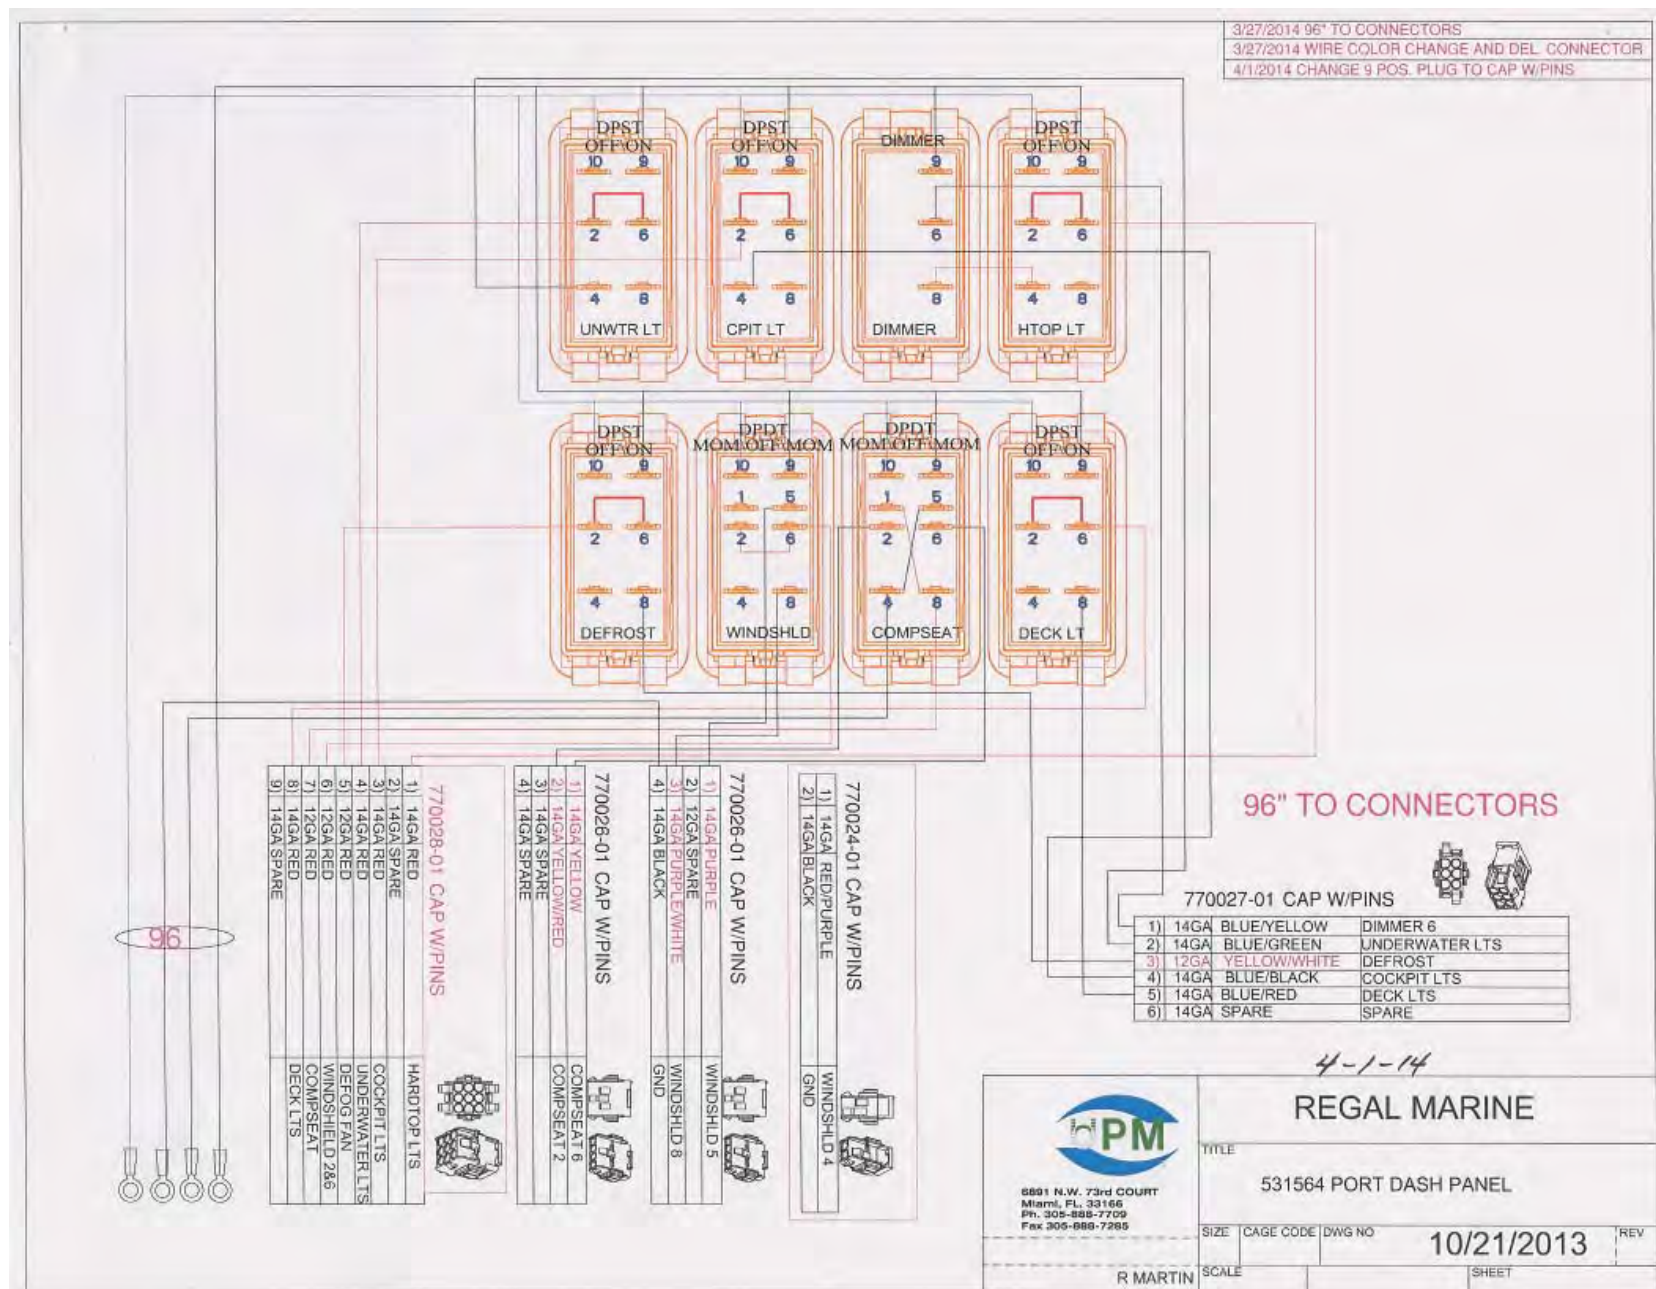 3/27/2014 96" TO CONNECTORS
3/27/2014 WIRE COLOR CHANGE AND DEL. CONNECTOR
4/1/2014 CHANGE 9 POS. PLUG TO CAP W/PINS
DPST
OFF\ON
10 9
2 6
4 8
UNWTR LT
DPST
OFF\ON
10 9
2 6
4 8
CPIT LT
DIMMER
9
6
8
DIMMER
DPST
OFF\ON
10 9
2 6
4 8
HTOP LT
DPST
OFF\ON
10 9
2 6
4 8
DEFROST
DPDT
MOM\OFF\MOM
10 9
1 5
2 6
4 8
WINDSHLD
DPDT
MOM\OFF\MOM
10 9
1 5
2 6
4 8
COMPSEAT
DPST
OFF\ON
10 9
2 6
4 8
DECK LT
96
770028-01 CAP W/PINS
1) 14GA RED HARDTOP LTS
2) 14GA SPARE
3) 14GA RED COCKPIT LTS
4) 14GA RED UNDERWATER LTS
5) 12GA RED DEFOG FAN
6) 12GA RED WINDSHIELD 2&6
7) 12GA RED COMPSEAT
8) 14GA RED DECK LTS
9) 14GA SPARE
770026-01 CAP W/PINS
1) 14GA YELLOW COMPSEAT 6
2) 14GA YELLOW/RED COMPSEAT 2
3) 14GA SPARE
4) 14GA SPARE
770026-01 CAP W/PINS
1) 14GA PURPLE WINDSHLD 5
2) 12GA SPARE
3) 14GA PURPLE/WHITE WINDSHLD 8
4) 14GA BLACK GND
770024-01 CAP W/PINS
1) 14GA RED/PURPLE WINDSHLD 4
2) 14GA BLACK GND
96" TO CONNECTORS
770027-01 CAP W/PINS
1) 14GA BLUE/YELLOW DIMMER 6
2) 14GA BLUE/GREEN UNDERWATER LTS
3) 12GA YELLOW/WHITE DEFROST
4) 14GA BLUE/BLACK COCKPIT LTS
5) 14GA BLUE/RED DECK LTS
6) 14GA SPARE SPARE
4-1-14
PM
6891 N.W. 73rd COURT
Miami, FL. 33166
Ph. 305-888-7709
Fax 305-888-7285
R MARTIN
REGAL MARINE
TITLE
531564 PORT DASH PANEL
SIZE CAGE CODE DWG NO 10/21/2013 REV
SCALE SHEET